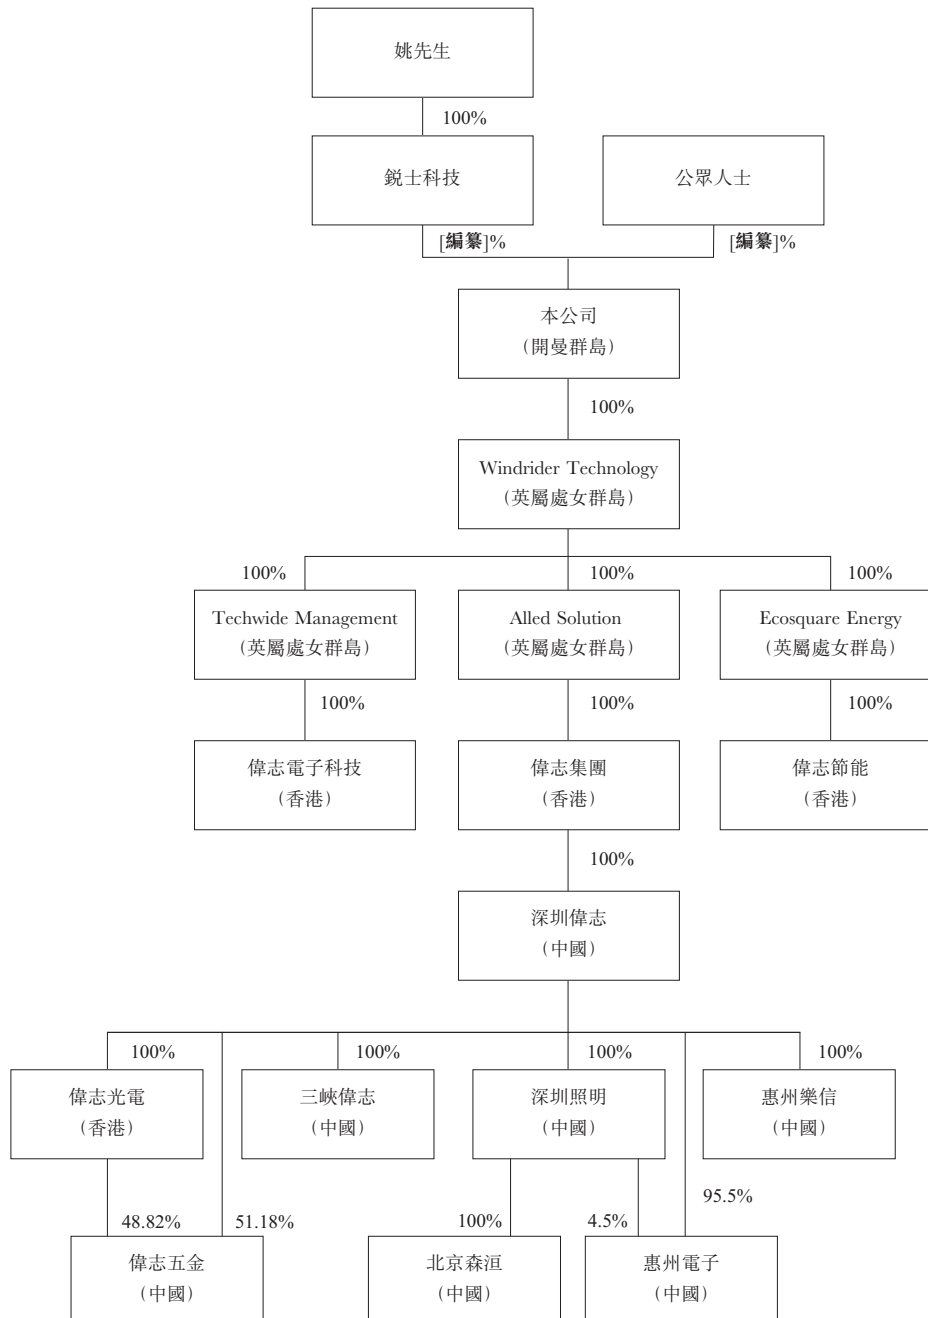 姚先生
100%
鋭士科技
公眾人士
[編纂]%
[編纂]%
本公司
（開曼群島）
100%
Windrider Technology
（英屬處女群島）
100%
100%
100%
Techwide Management
（英屬處女群島）
Alled Solution
（英屬處女群島）
Ecosquare Energy
（英屬處女群島）
100%
100%
100%
偉志電子科技
（香港）
偉志集團
（香港）
偉志節能
（香港）
100%
深圳偉志
（中國）
100%
100%
100%
100%
偉志光電
（香港）
三峽偉志
（中國）
深圳照明
（中國）
惠州樂信
（中國）
95.5%
48.82%
51.18%
100%
4.5%
偉志五金
（中國）
北京森洹
（中國）
惠州電子
（中國）